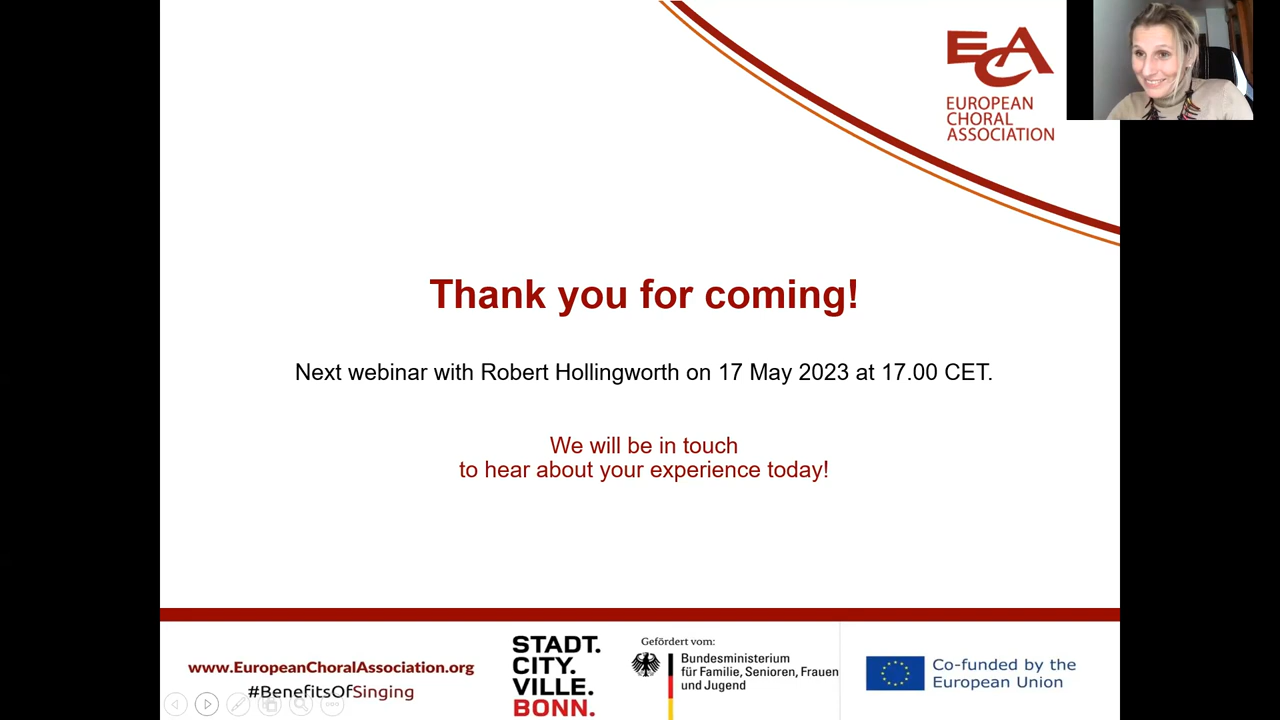 ECA
EUROPEAN
CHORAL
ASSOCIATION
Thank you for coming!
Next webinar with Robert Hollingworth on 17 May 2023 at 17.00 CET.
We will be in touch
to hear about your experience today!
www.EuropeanChoralAssociation.org
#BenefitsOfSinging
STADT.
CITY.
VILLE.
BONN.
Gefördert vom:
Bundesministerium
für Familie, Senioren, Frauen
und Jugend
Co-funded by the
European Union